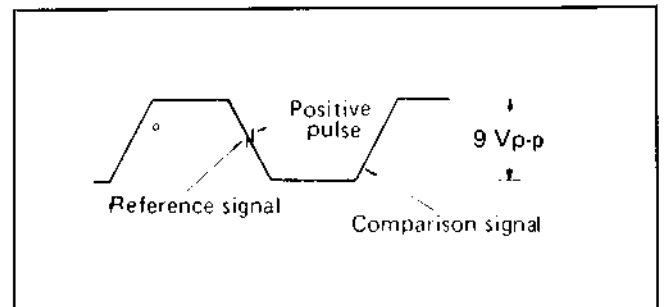 Positive
pulse
9 Vp-p
Reference signal
Comparison signal